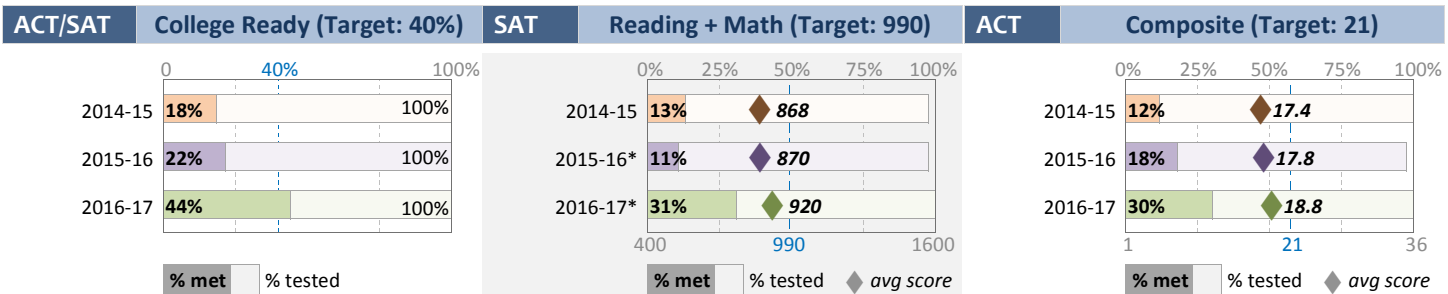 ACT/SAT College Ready (Target: 40%) SAT Reading + Math (Target: 990) ACT Composite (Target: 21)
0 40% 100% 0% 25% 50% 75% 100% 0% 25% 50% 75% 100%
2014-15 18% 100% 2014-15 13% 868 2014-15 12% 17.4
2015-16 22% 100% 2015-16* 11% 870 2015-16 18% 17.8
2016-17 44% 100% 2016-17* 31% 920 2016-17 30% 18.8
400 990 1600 1 21 36
% met % tested % met % tested avg score % met % tested avg score